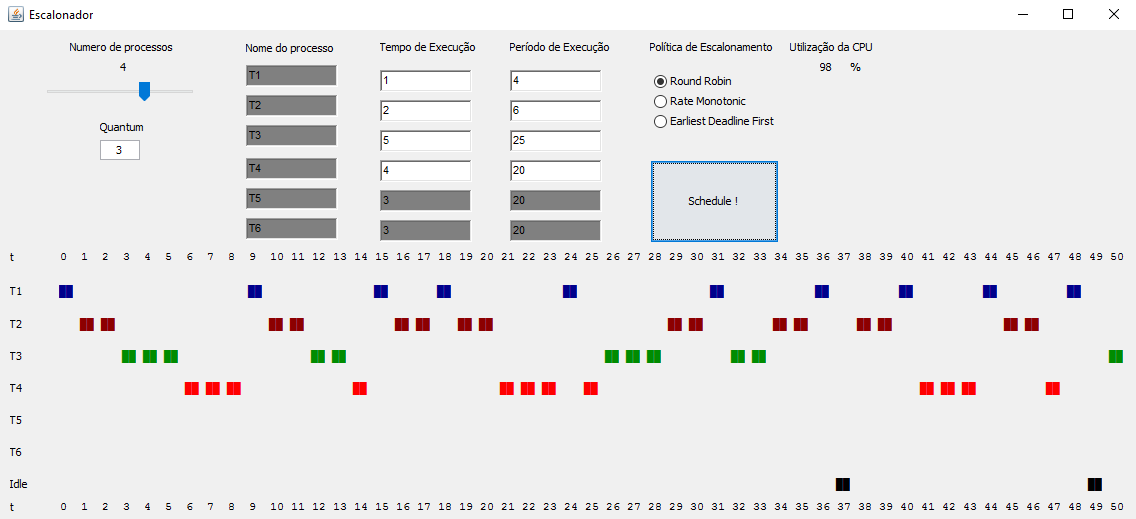 Escalonador
Numero de processos Nome do processo Tempo de Execução Período de Execução Política de Escalonamento Utilização da CPU
4 98 %
T1 1 4 Round Robin
T2 2 6 Rate Monotonic
Quantum T3 5 25 Earliest Deadline First
3
T4 4 20
T5 3 20 Schedule !
T6 3 20
t 0 1 2 3 4 5 6 7 8 9 10 11 12 13 14 15 16 17 18 19 20 21 22 23 24 25 26 27 28 29 30 31 32 33 34 35 36 37 38 39 40 41 42 43 44 45 46 47 48 49 50
T1
T2
T3
T4
T5
T6
Idle
t 0 1 2 3 4 5 6 7 8 9 10 11 12 13 14 15 16 17 18 19 20 21 22 23 24 25 26 27 28 29 30 31 32 33 34 35 36 37 38 39 40 41 42 43 44 45 46 47 48 49 50